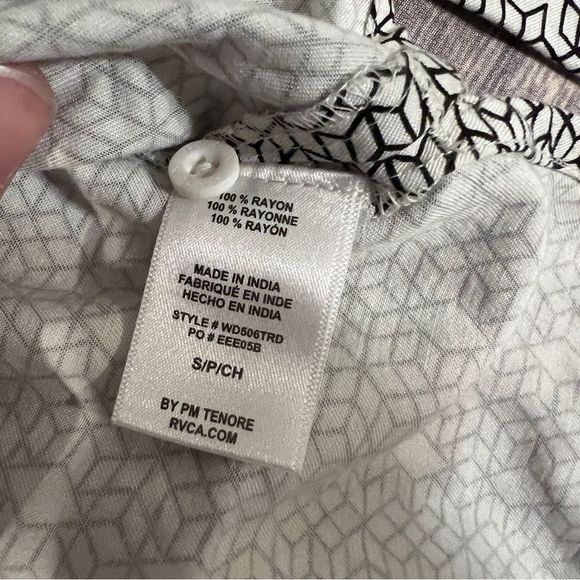 100 % RAYON
100 % RAYONNE
100 % RAYÓN
MADE IN INDIA
FABRIQUÉ EN INDE
HECHO EN INDIA
STYLE # WD506TRD
PO # EEE05B
S/P/CH
BY PM TENORE
RVCA.COM